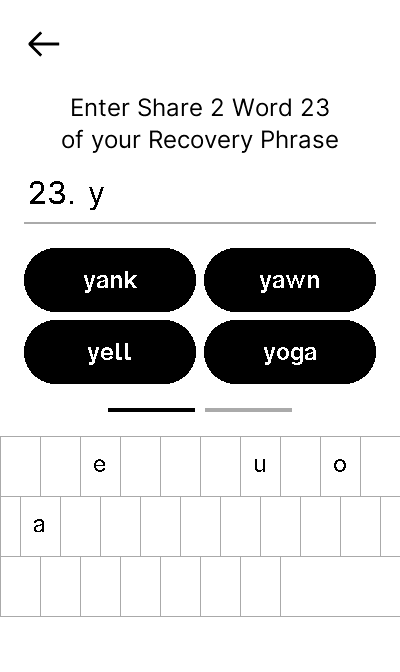 Enter Share 2 Word 23
of your Recovery Phrase
23. y
yank yawn
yell yoga
e u o
a